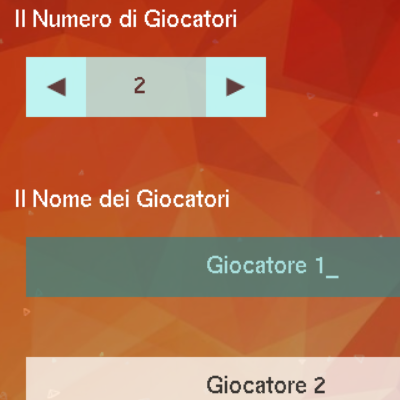 Il Numero di Giocatori
2
Il Nome dei Giocatori
Giocatore 1_
Giocatore 2